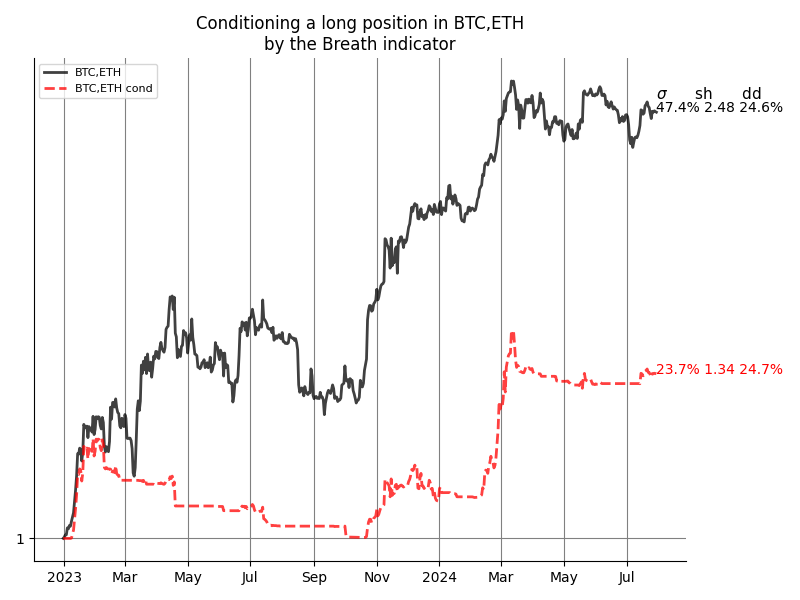 Conditioning a long position in BTC,ETH
by the Breath indicator
BTC,ETH
BTC,ETH cond
σ sh dd
47.4% 2.48 24.6%
23.7% 1.34 24.7%
1
2023 Mar May Jul Sep Nov 2024 Mar May Jul